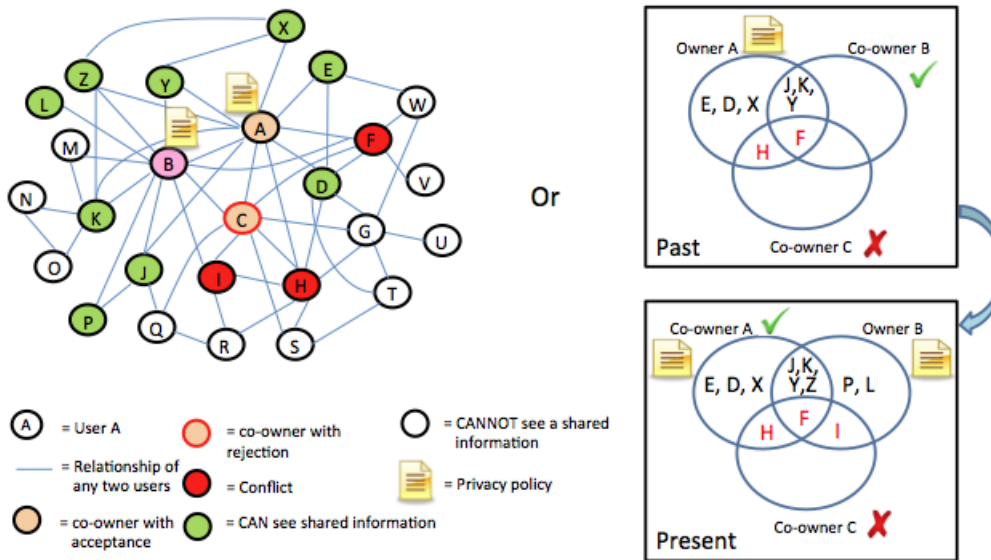 X
Z
Y
E
L
A
W
M
B
F
D
V
N
K
C
G
U
O
J
I
H
T
P
Q
R
S
A
= User A
= Relationship of
any two users
= co-owner with
acceptance
= co-owner with
rejection
= Conflict
= CAN see shared information
= CANNOT see a shared
information
= Privacy policy
Or
Owner A
Co-owner B
E, D, X
J,K,
Y
H
F
Co-owner C
Past
Co-owner A
Owner B
E, D, X
J,K,
Y,Z
P, L
H
F
I
Co-owner C
Present